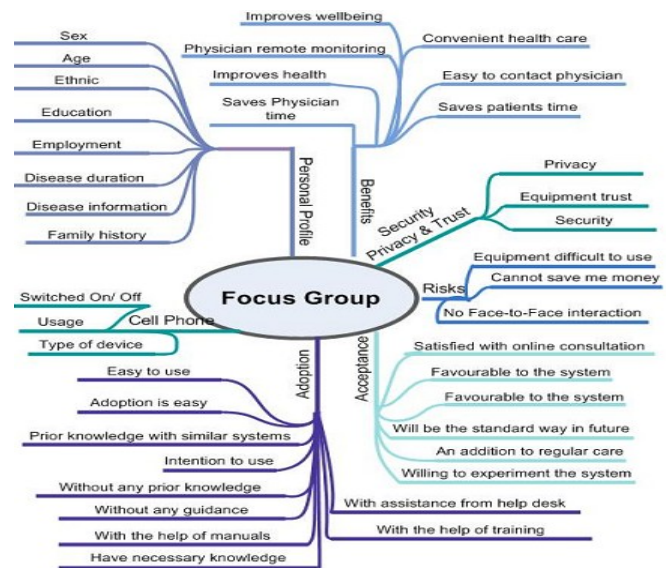 Improves wellbeing
Sex
Physician remote monitoring
Convenient health care
Age
Improves health
Easy to contact physician
Ethnic
Saves Physician
time
Saves patients time
Education
Employment
Disease duration
Disease information
Family history
Personal Profile
Benefits
Security
Privacy & Trust
Privacy
Equipment trust
Security
Focus Group
Risks
Equipment difficult to use
Cannot save me money
No Face-to-Face interaction
Switched On/ Off
Usage
Cell Phone
Type of device
Adoption
Acceptance
Satisfied with online consultation
Favourable to the system
Favourable to the system
Will be the standard way in future
An addition to regular care
Willing to experiment the system
Easy to use
Adoption is easy
Prior knowledge with similar systems
Intention to use
Without any prior knowledge
Without any guidance
With the help of manuals
Have necessary knowledge
With assistance from help desk
With the help of training